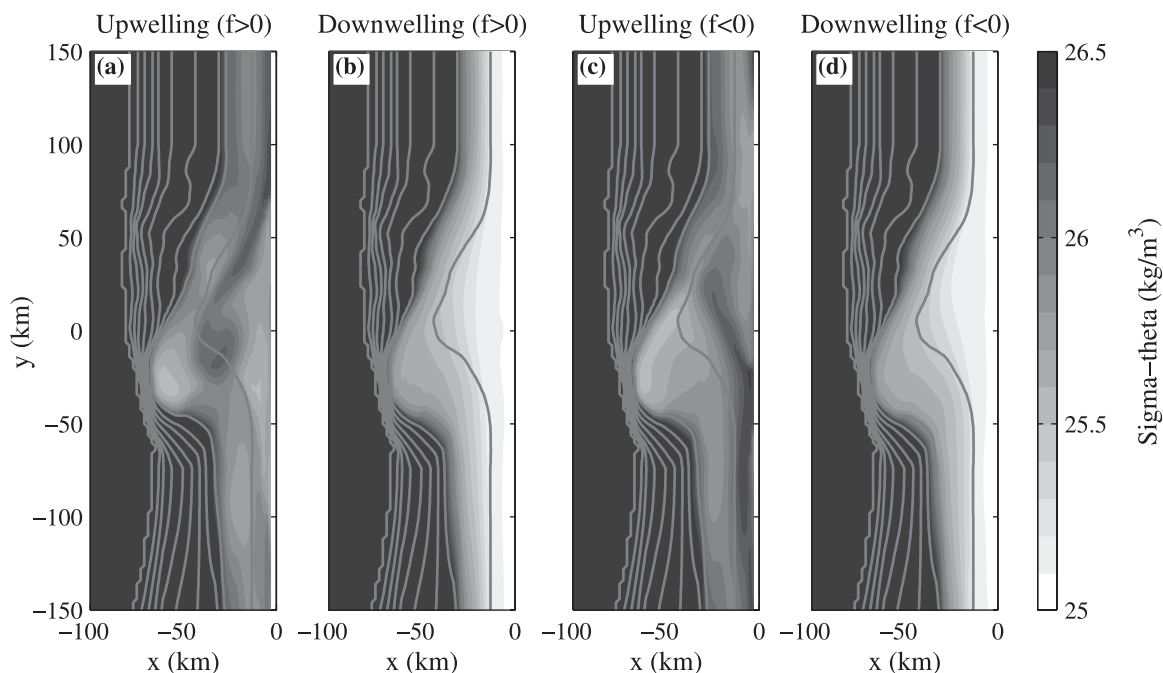 Upwelling (f>0) Downwelling (f>0) Upwelling (f<0) Downwelling (f<0)
150 (a) (b) (c) (d) 26.5
100
50 26
0
y (km)
Sigma−theta (kg/m³)
−50 25.5
−100
−150 25
−100 −50 0 −50 0 −100 −50 0 −50 0
x (km) x (km) x (km) x (km)